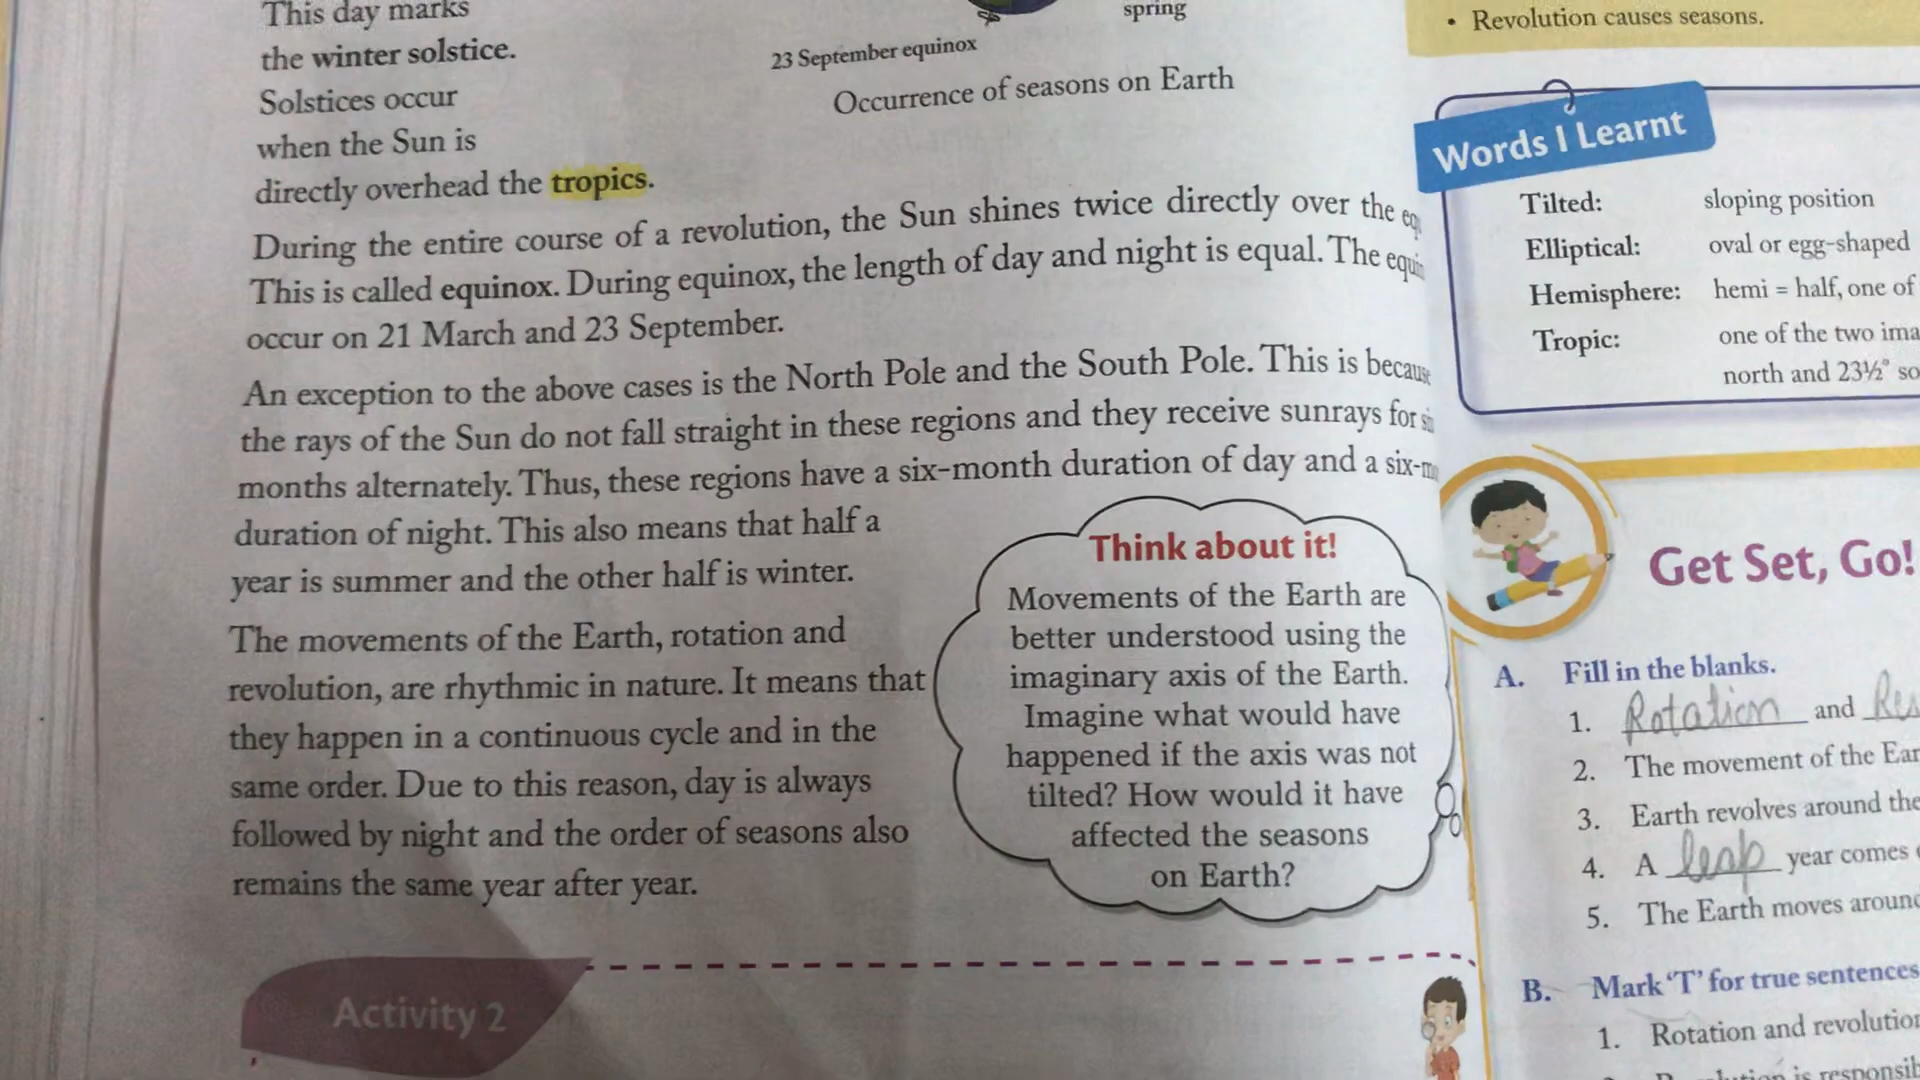 This day marks
the winter solstice.
Solstices occur
when the Sun is
directly overhead the tropics.
spring
23 September equinox
Occurrence of seasons on Earth
During the entire course of a revolution, the Sun shines twice directly over the
This is called equinox. During equinox, the length of day and night is equal. The
occur on 21 March and 23 September.
An exception to the above cases is the North Pole and the South Pole. This is because
the rays of the Sun do not fall straight in these regions and they receive sunrays for
months alternately. Thus, these regions have a six-month duration of day and a
duration of night. This also means that half a
year is summer and the other half is winter.
The movements of the Earth, rotation and
revolution, are rhythmic in nature. It means that
they happen in a continuous cycle and in the
same order. Due to this reason, day is always
followed by night and the order of seasons also
remains the same year after year.
Think about it!
Movements of the Earth are
better understood using the
imaginary axis of the Earth.
Imagine what would have
happened if the axis was not
tilted? How would it have
affected the seasons
on Earth?
Activity 2
• Revolution causes seasons.
Words I Learnt
Tilted: sloping position
Elliptical: oval or egg-shaped
Hemisphere: hemi = half, one of
Tropic: one of the two
north and 23½°
Get Set, Go!
A. Fill in the blanks.
1. Rotation and
2. The movement of the
3. Earth revolves around the
4. A leap year comes
5. The Earth moves around
B. Mark 'T' for true sentences
1. Rotation and revolution
is